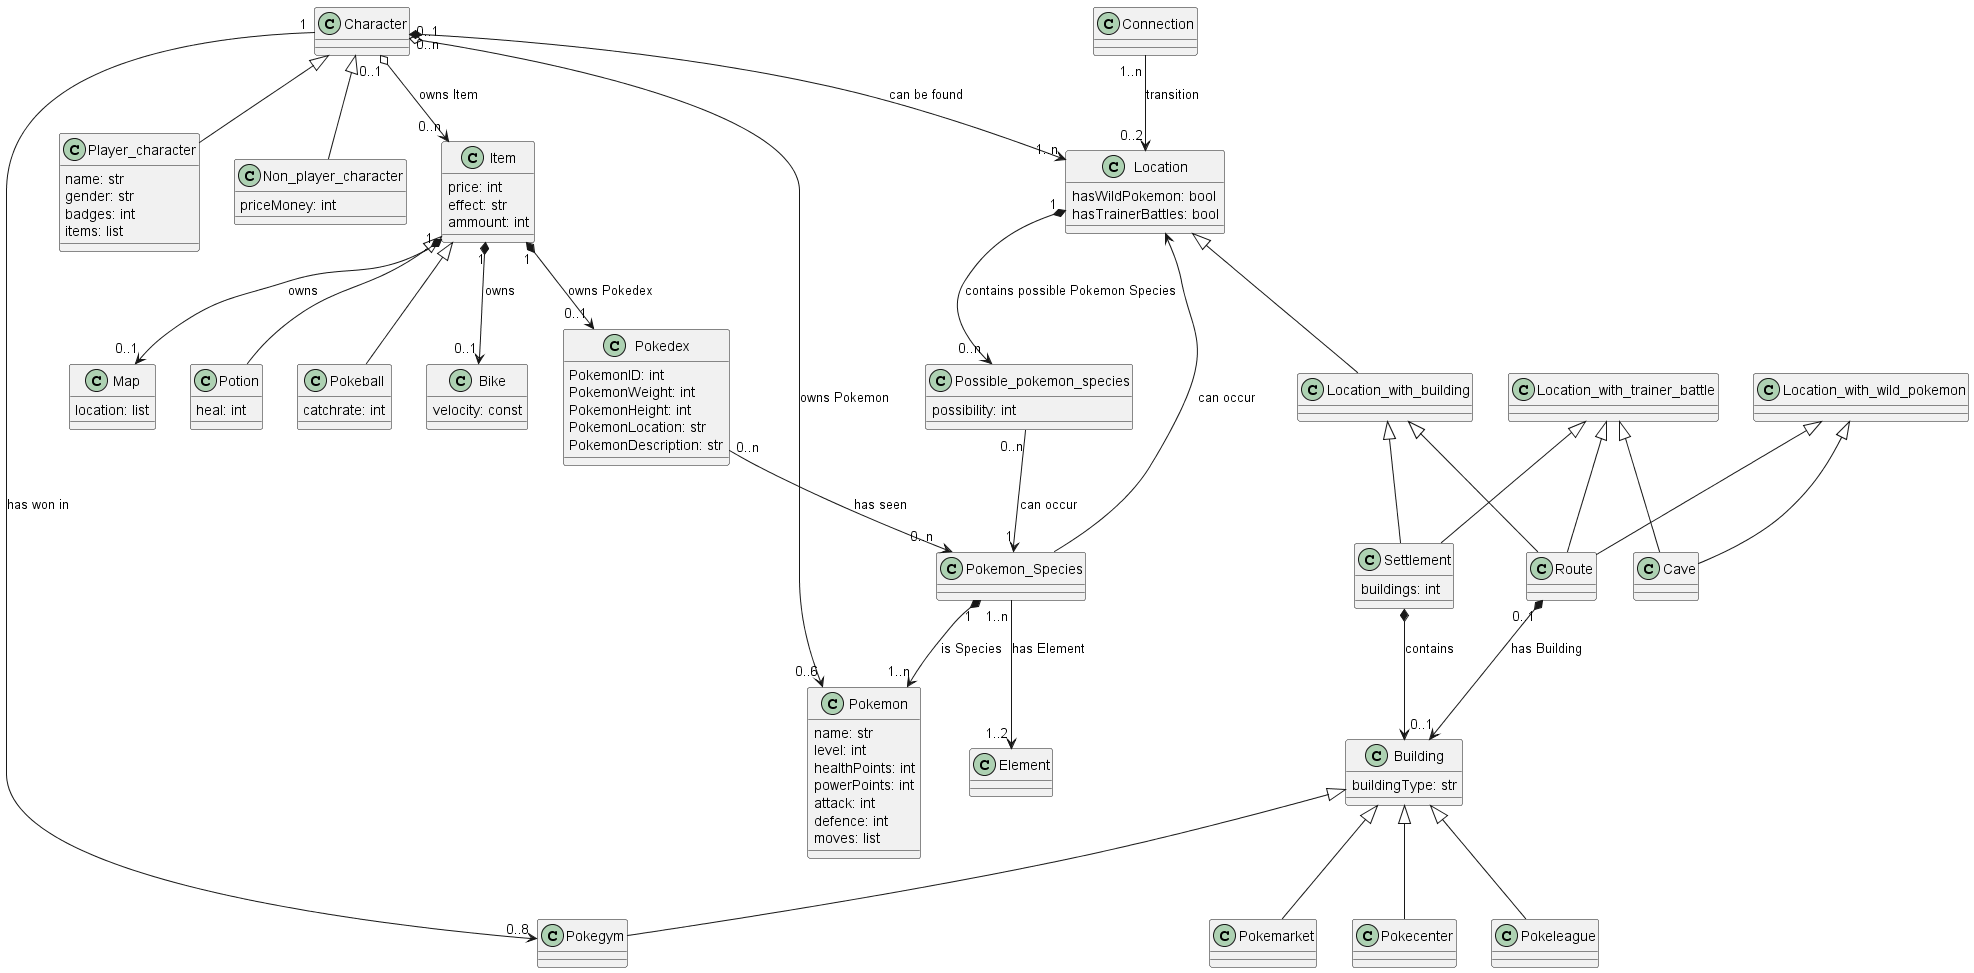 1
C Character
0..1
0..n
C Connection
0..1
1..n
owns Item
can be found
transition
0..n
0..2
1..n
C Player_character
name: str
gender: str
badges: int
items: list
C Non_player_character
priceMoney: int
C Item
price: int
effect: str
ammount: int
C Location
hasWildPokemon: bool
hasTrainerBattles: bool
1
1
1
1
owns
owns
owns Pokedex
contains possible Pokemon Species
0..1
0..1
0..1
0..n
C Map
location: list
C Potion
heal: int
C Pokeball
catchrate: int
C Bike
velocity: const
C Pokedex
PokemonID: int
PokemonWeight: int
PokemonHeight: int
PokemonLocation: str
PokemonDescription: str
owns Pokemon
C Possible_pokemon_species
possibility: int
can occur
C Location_with_building
C Location_with_trainer_battle
C Location_with_wild_pokemon
0..n
0..n
has won in
has seen
can occur
0..n
1
C Pokemon_Species
C Settlement
buildings: int
C Route
C Cave
1
1..n
0..1
is Species
has Element
contains
has Building
0..6
1..n
1..2
0..1
C Pokemon
name: str
level: int
healthPoints: int
powerPoints: int
attack: int
defence: int
moves: list
C Element
C Building
buildingType: str
0..8
C Pokegym
C Pokemarket
C Pokecenter
C Pokeleague